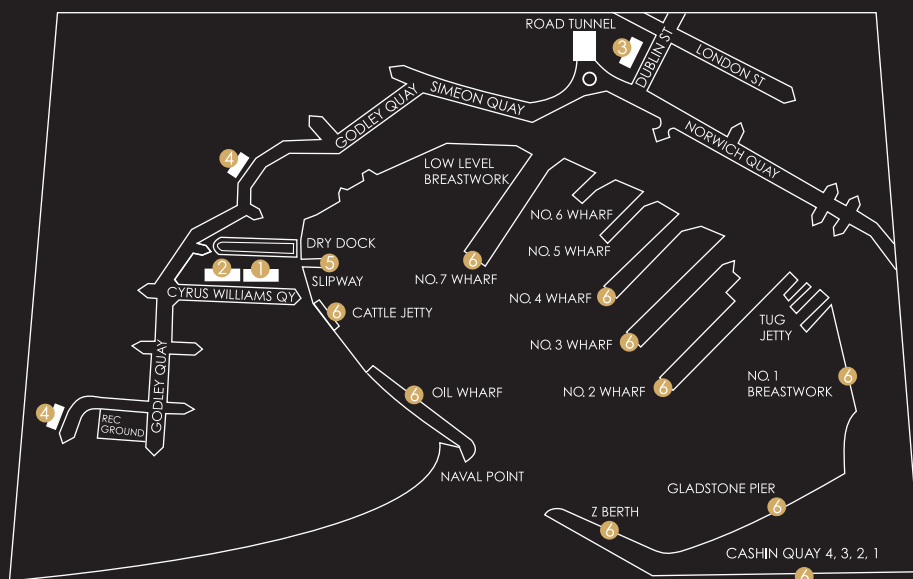 ROAD TUNNEL
3
DUBLIN ST
LONDON ST
SIMEON QUAY
GODLEY QUAY
NORWICH QUAY
4
LOW LEVEL
BREASTWORK
NO. 6 WHARF
NO. 5 WHARF
DRY DOCK
6
NO. 7 WHARF
5
SLIPWAY
2
1
CYRUS WILLIAMS QY
NO. 4 WHARF
6
6
CATTLE JETTY
NO. 3 WHARF
6
TUG
JETTY
NO. 2 WHARF
6
NO. 1
BREASTWORK
6
GODLEY QUAY
4
REC
GROUND
6
OIL WHARF
NAVAL POINT
GLADSTONE PIER
6
Z BERTH
6
CASHIN QUAY 4, 3, 2, 1
6